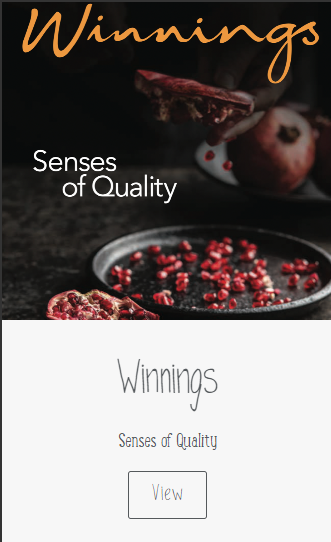 Winnings
Senses
of Quality
Winnings
Senses of Quality
View